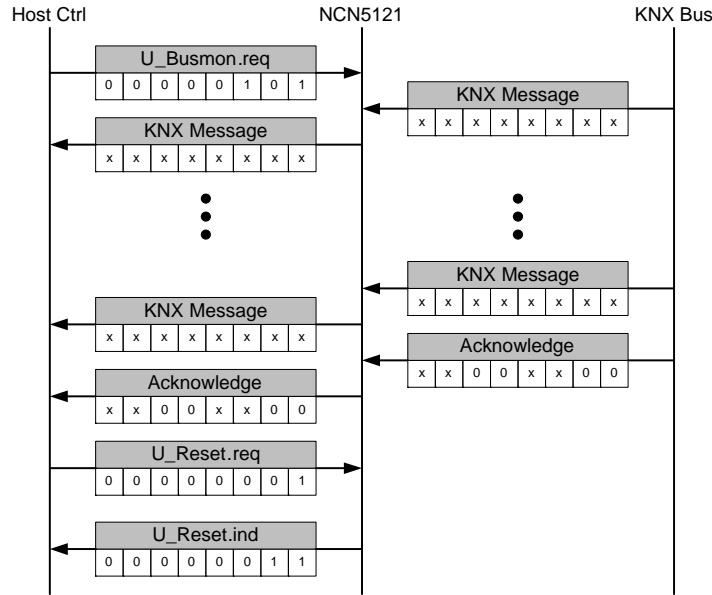 Host Ctrl NCN5121 KNX Bus
U_Busmon.req
0 0 0 0 0 1 0 1
KNX Message
x x x x x x x x
KNX Message
x x x x x x x x
KNX Message
x x x x x x x x
KNX Message
x x x x x x x x
Acknowledge
x x 0 0 x x 0 0
Acknowledge
x x 0 0 x x 0 0
U_Reset.req
0 0 0 0 0 0 0 1
U_Reset.ind
0 0 0 0 0 0 1 1